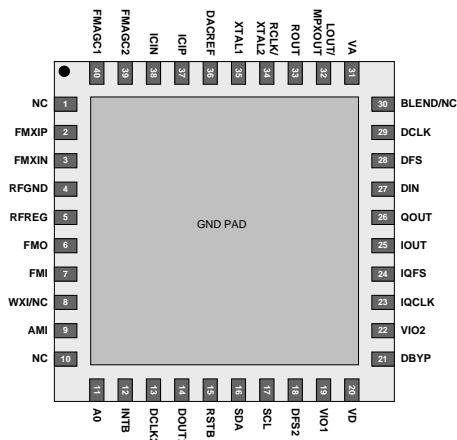 FMAGC1
FMAGC2
ICIN
ICIP
DACREF
XTAL1
RCLK/
XTAL2
ROUT
LOUT/
MPXOUT
VA
40
39
38
37
36
35
34
33
32
31
NC 1
FMXIP 2
FMXIN 3
RFGND 4
RFREG 5
FMO 6
FMI 7
WXI/NC 8
AMI 9
NC 10
GND PAD
30 BLEND/NC
29 DCLK
28 DFS
27 DIN
26 QOUT
25 IOUT
24 IQFS
23 IQCLK
22 VIO2
21 DBYP
11
12
13
14
15
16
17
18
19
20
A0
INTB
RSTB
SDA
SCL
DFS2
VIO1
VD